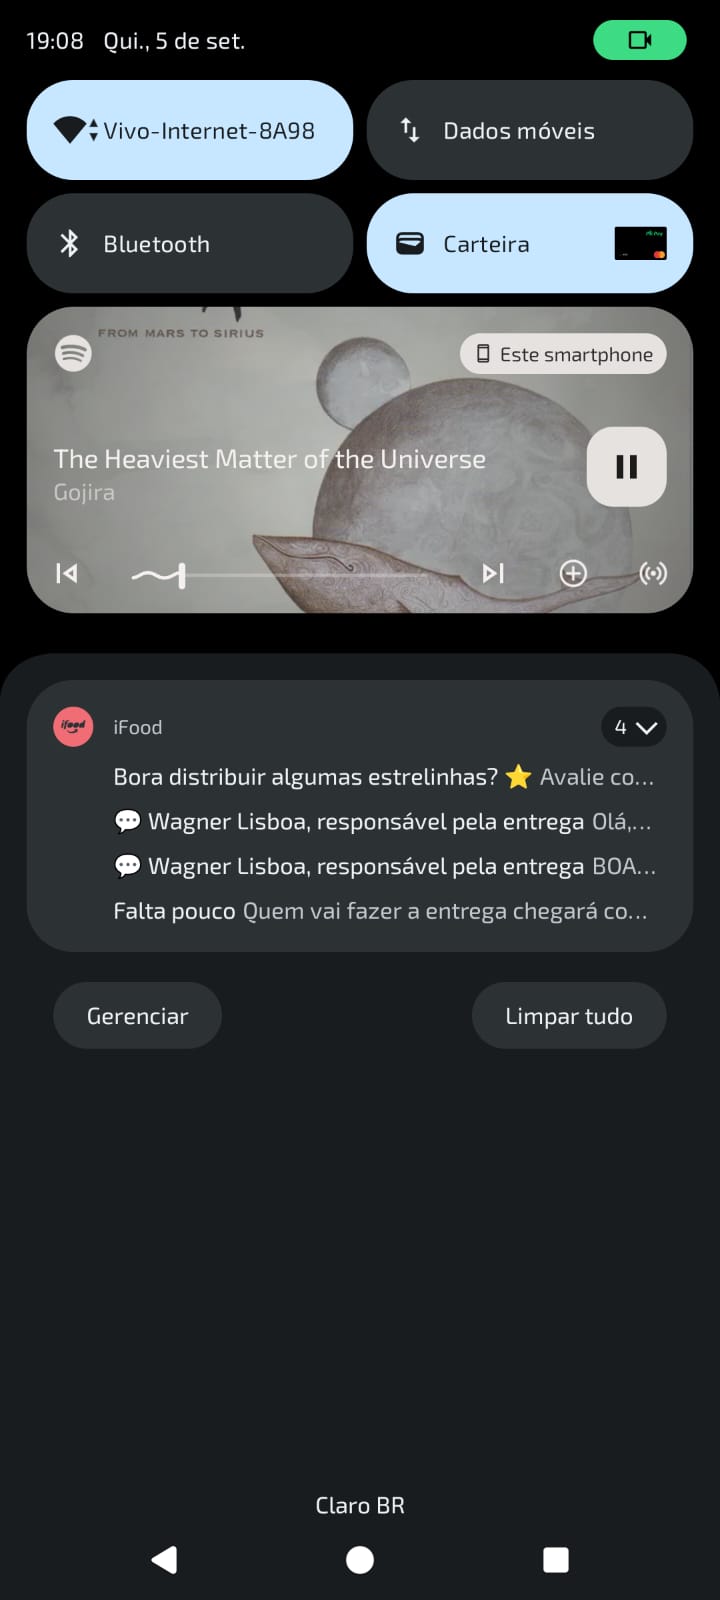 19:08 Qui., 5 de set.
Vivo-Internet-8A98
Dados móveis
Bluetooth
Carteira
FROM MARS TO SIRIUS
Este smartphone
The Heaviest Matter of the Universe
Gojira
ifood
iFood
4
Bora distribuir algumas estrelinhas? ⭐ Avalie co...
💬 Wagner Lisboa, responsável pela entrega Olá,...
💬 Wagner Lisboa, responsável pela entrega BOA...
Falta pouco Quem vai fazer a entrega chegará co...
Gerenciar
Limpar tudo
Claro BR